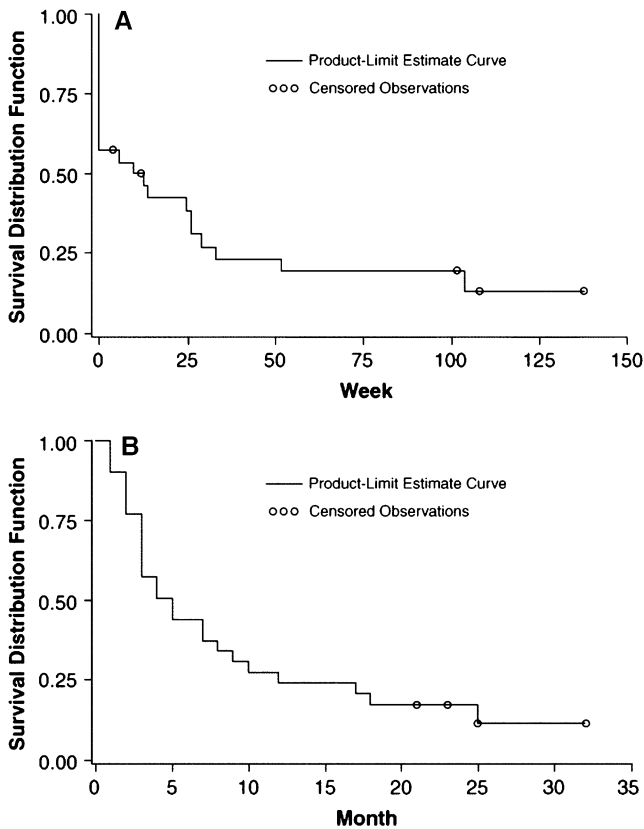 A
Product-Limit Estimate Curve
Censored Observations
Survival Distribution Function
1.00
0.75
0.50
0.25
0.00
0 25 50 75 100 125 150
Week
B
Product-Limit Estimate Curve
Censored Observations
Survival Distribution Function
1.00
0.75
0.50
0.25
0.00
0 5 10 15 20 25 30 35
Month